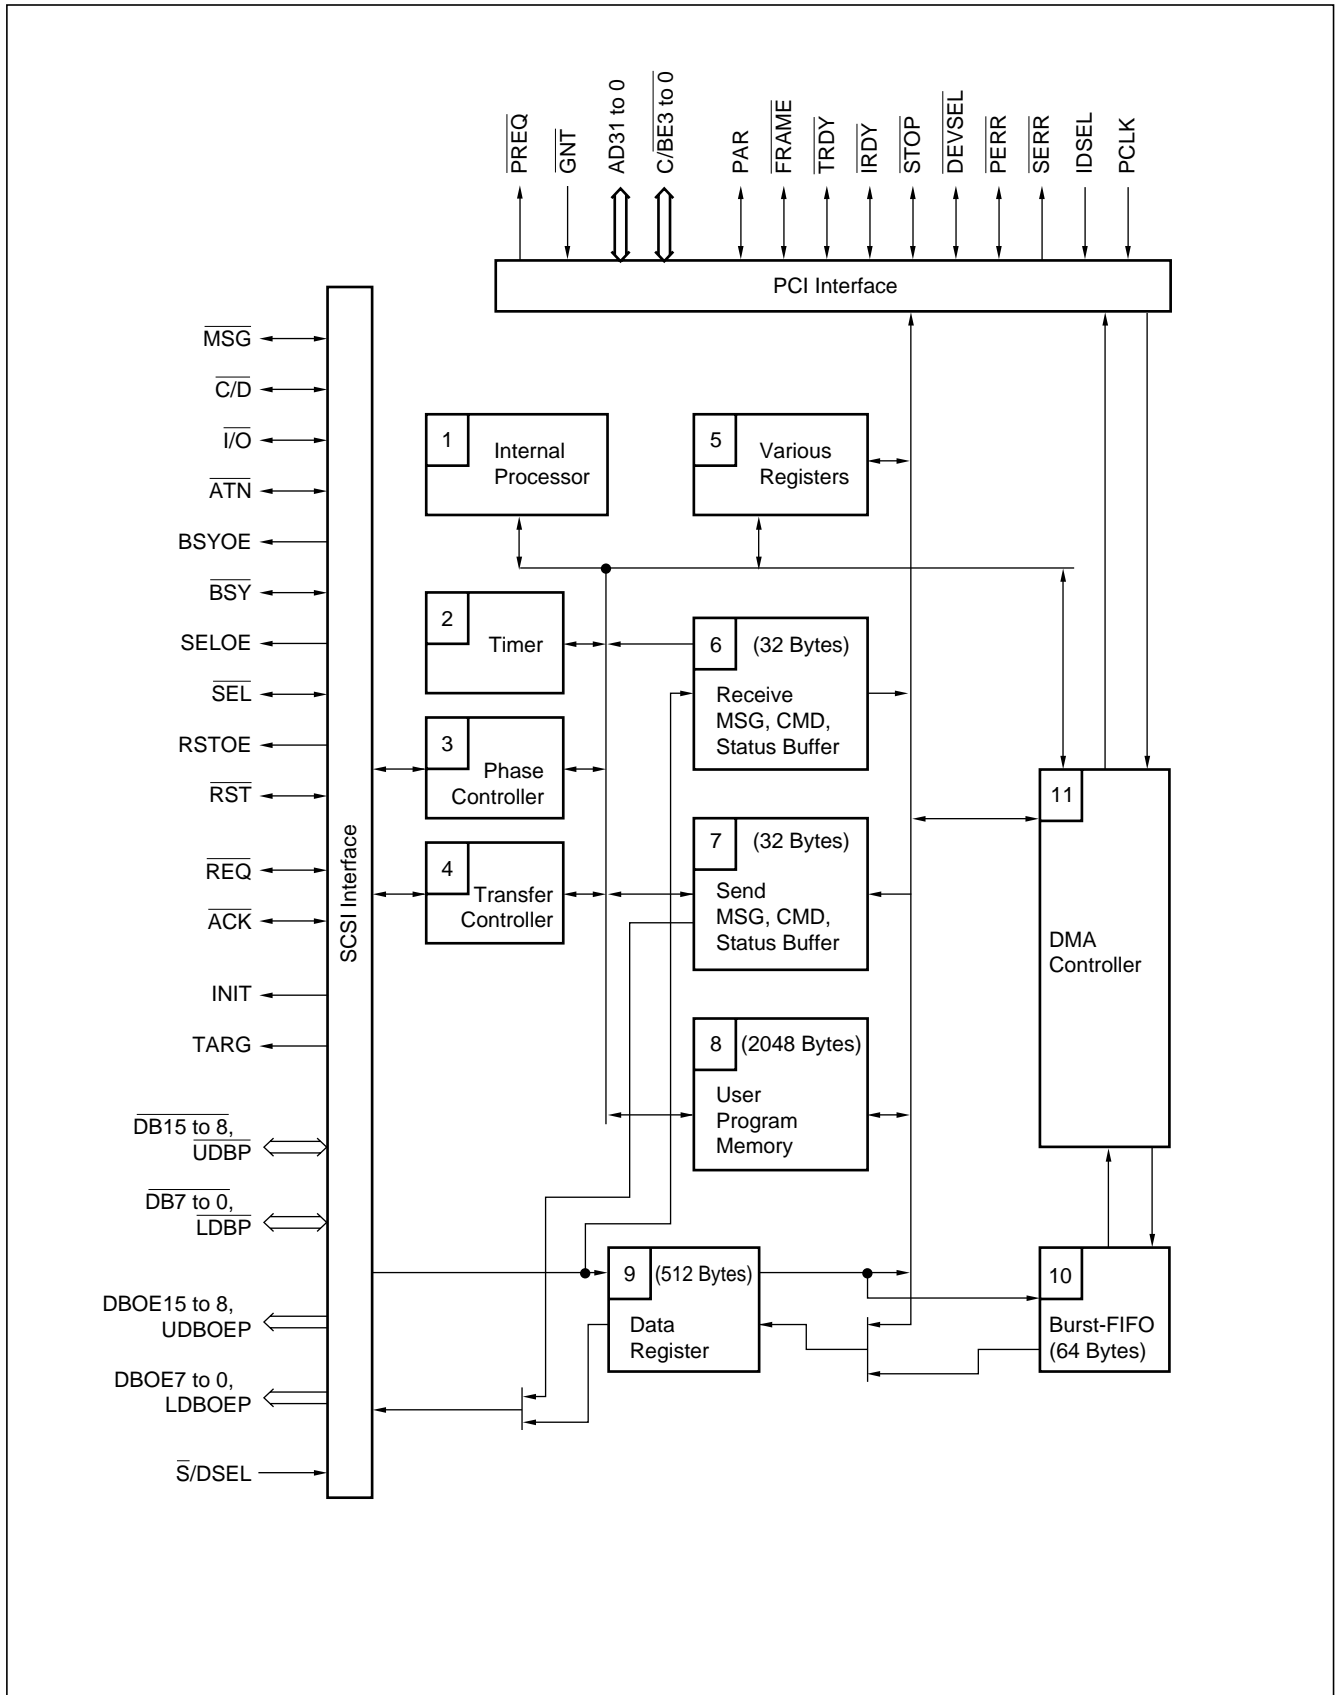 PREQ
GNT
AD31 to 0
C/BE3 to 0
PAR
FRAME
TRDY
IRDY
STOP
DEVSEL
PERR
SERR
IDSEL
PCLK
PCI Interface
MSG
C/D
I/O
ATN
BSYOE
BSY
SELOE
SEL
RSTOE
RST
REQ
ACK
INIT
TARG
DB15 to 8,
UDBP
DB7 to 0,
LDBP
DBOE15 to 8,
UDBOEP
DBOE7 to 0,
LDBOEP
S/DSEL
SCSI Interface
1
Internal
Processor
2
Timer
3
Phase
Controller
4
Transfer
Controller
5
Various
Registers
6 (32 Bytes)
Receive
MSG, CMD,
Status Buffer
7 (32 Bytes)
Send
MSG, CMD,
Status Buffer
8 (2048 Bytes)
User
Program
Memory
9 (512 Bytes)
Data
Register
10
Burst-FIFO
(64 Bytes)
11
DMA
Controller